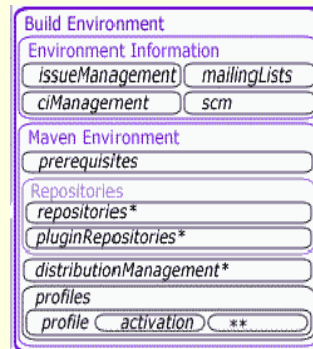 Build Environment
Environment Information
issueManagement mailingLists
ciManagement scm
Maven Environment
prerequisites
Repositories
repositories*
pluginRepositories*
distributionManagement*
profiles
profile activation **